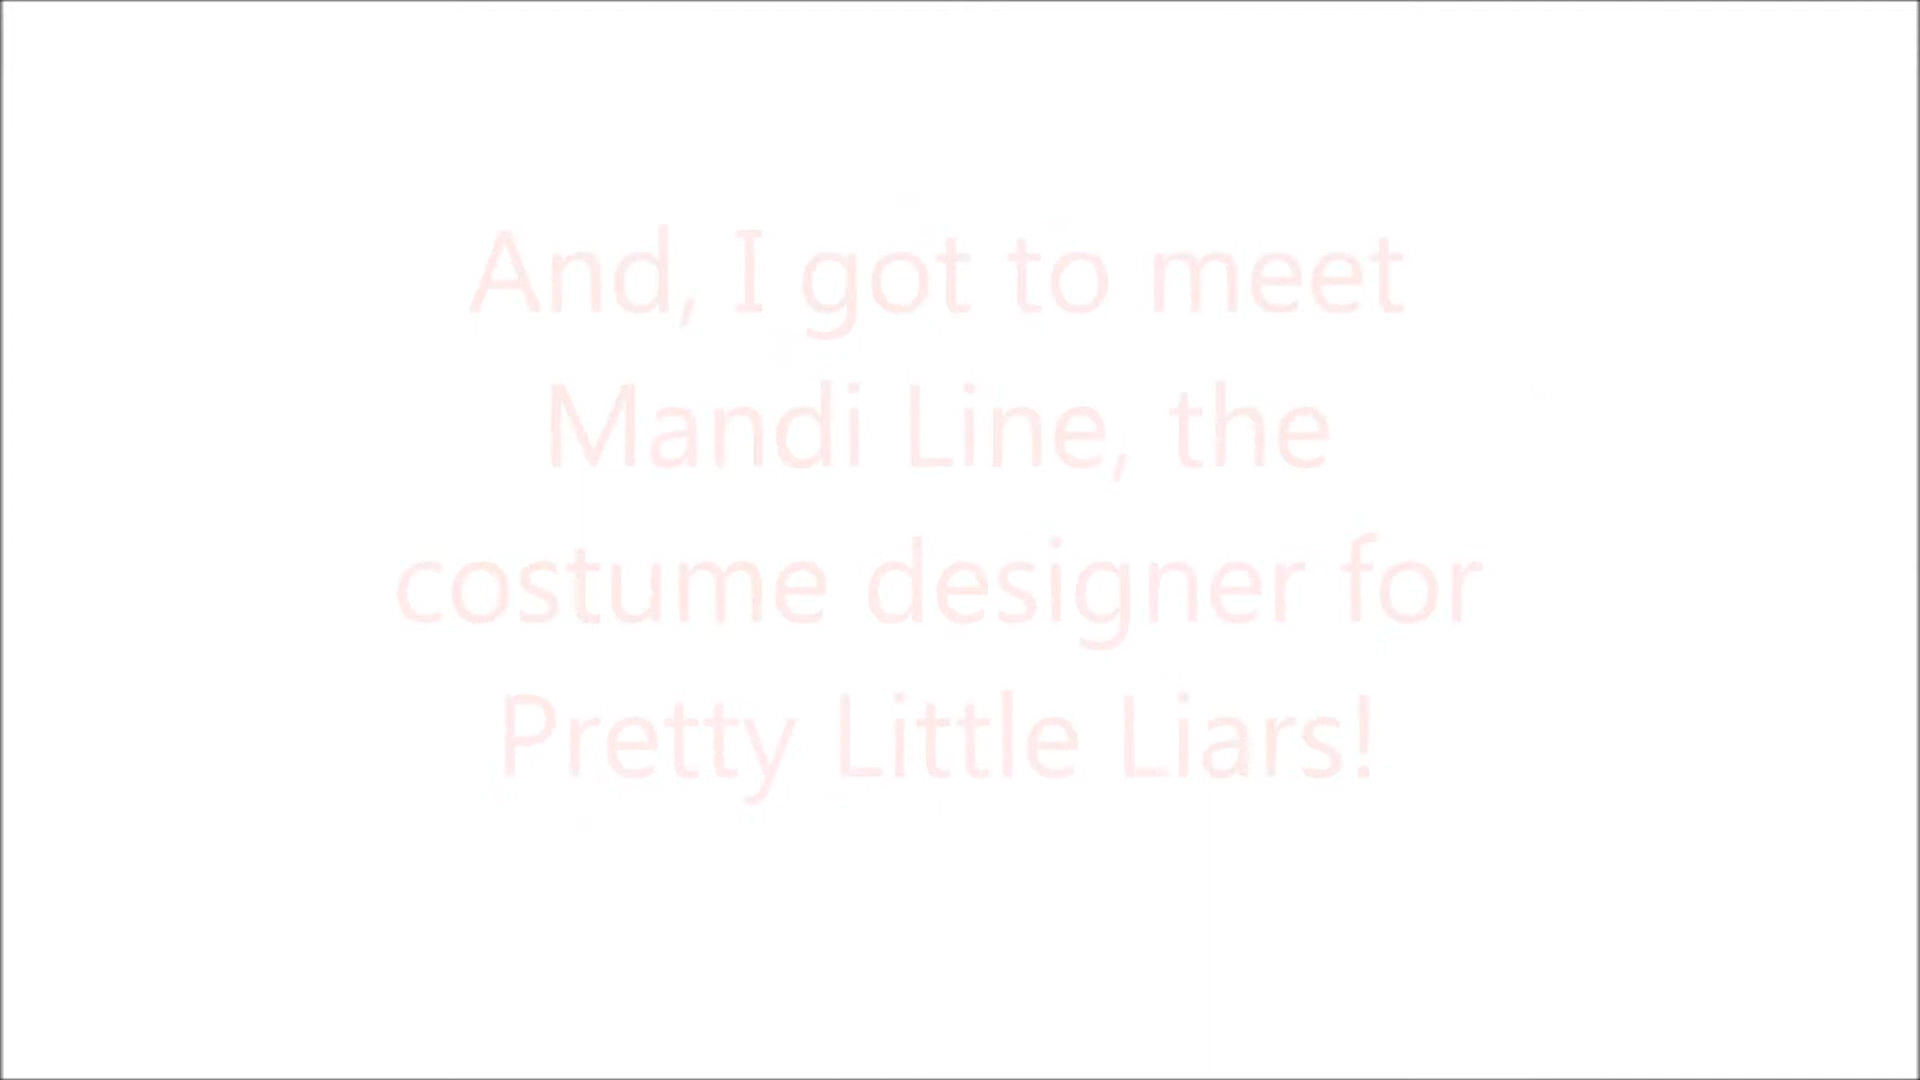 And, I got to meet
Mandi Line, the
costume designer for
Pretty Little Liars!